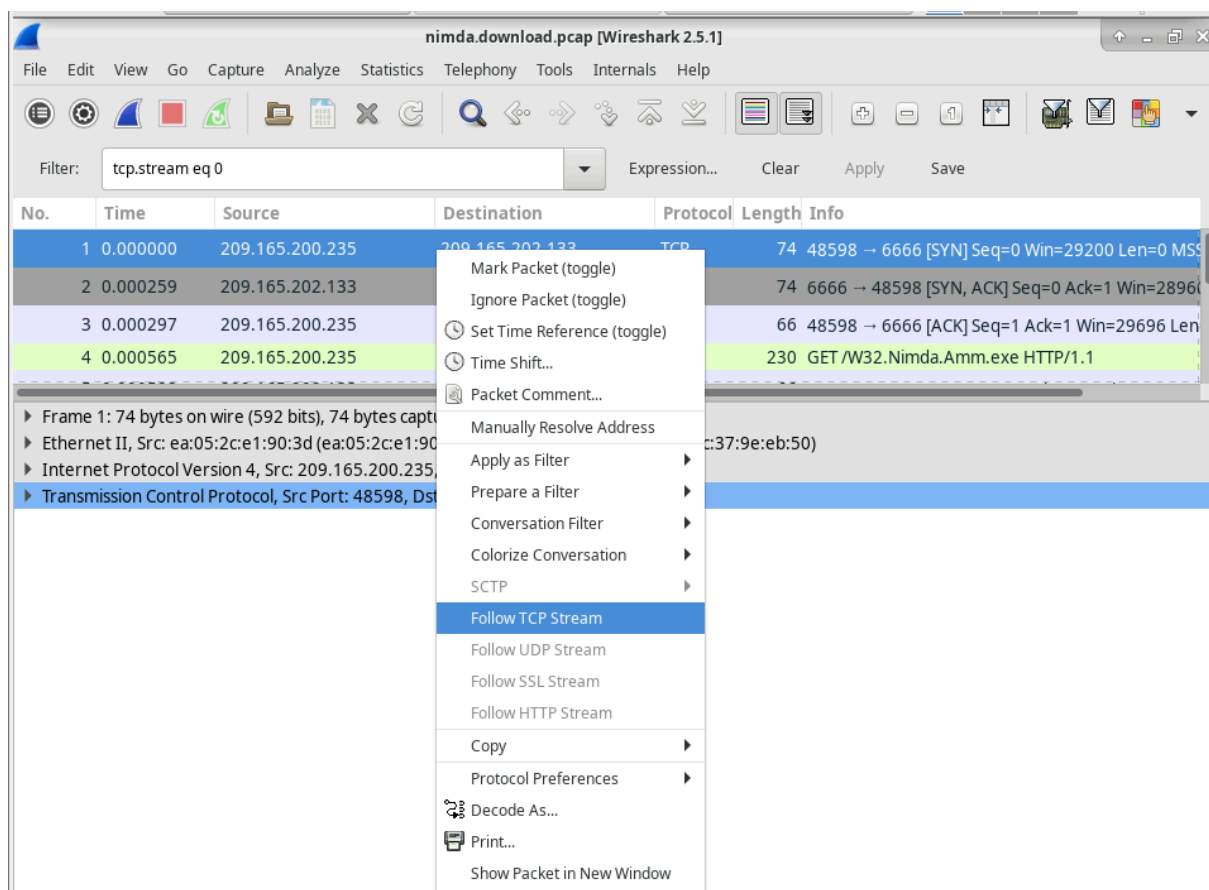 nimda.download.pcap [Wireshark 2.5.1]
File Edit View Go Capture Analyze Statistics Telephony Tools Internals Help
Filter: tcp.stream eq 0 Expression... Clear Apply Save
No. Time Source Destination Protocol Length Info
1 0.000000 209.165.200.235 209.165.202.133 TCP 74 48598 → 6666 [SYN] Seq=0 Win=29200 Len=0 MSS
2 0.000259 209.165.202.133 74 6666 → 48598 [SYN, ACK] Seq=0 Ack=1 Win=2896
3 0.000297 209.165.200.235 66 48598 → 6666 [ACK] Seq=1 Ack=1 Win=29696 Len
4 0.000565 209.165.200.235 230 GET /W32.Nimda.Amm.exe HTTP/1.1
Frame 1: 74 bytes on wire (592 bits), 74 bytes captu
Ethernet II, Src: ea:05:2c:e1:90:3d (ea:05:2c:e1:90 c:37:9e:eb:50)
Internet Protocol Version 4, Src: 209.165.200.235,
Transmission Control Protocol, Src Port: 48598, Dst
Mark Packet (toggle)
Ignore Packet (toggle)
Set Time Reference (toggle)
Time Shift...
Packet Comment...
Manually Resolve Address
Apply as Filter
Prepare a Filter
Conversation Filter
Colorize Conversation
SCTP
Follow TCP Stream
Follow UDP Stream
Follow SSL Stream
Follow HTTP Stream
Copy
Protocol Preferences
Decode As...
Print...
Show Packet in New Window